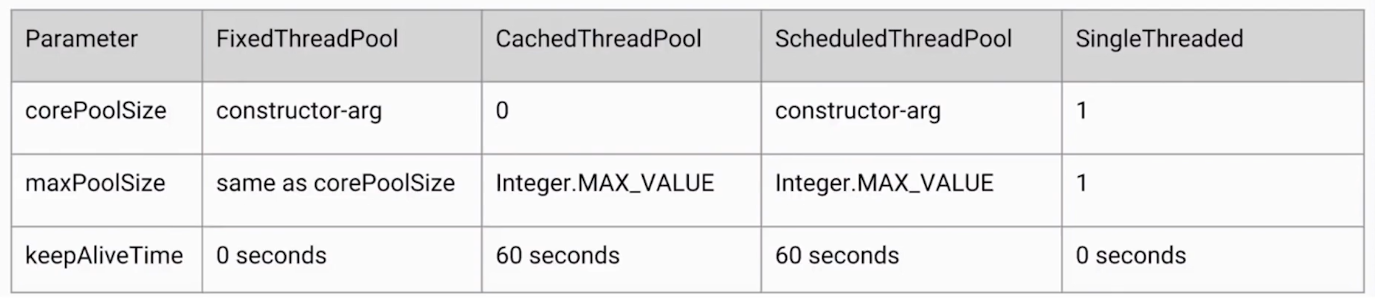 Parameter FixedThreadPool CachedThreadPool ScheduledThreadPool SingleThreaded
corePoolSize constructor-arg 0 constructor-arg 1
maxPoolSize same as corePoolSize Integer.MAX_VALUE Integer.MAX_VALUE 1
keepAliveTime 0 seconds 60 seconds 60 seconds 0 seconds